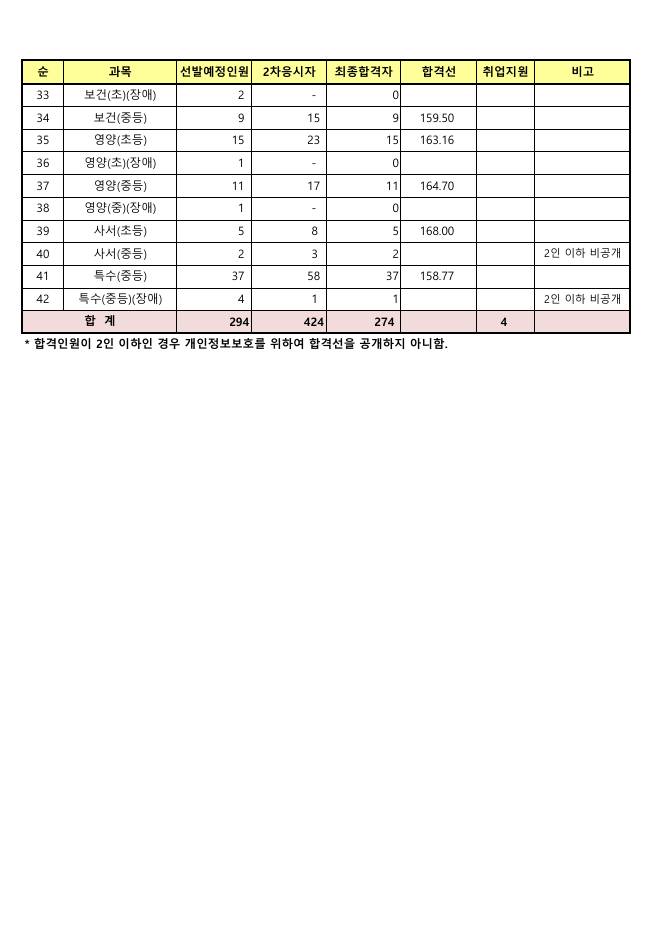 순 과목 선발예정인원 2차응시자 최종합격자 합격선 취업지원 비고
33 보건(초)(장애) 2 - 0
34 보건(중등) 9 15 9 159.50
35 영양(초등) 15 23 15 163.16
36 영양(초)(장애) 1 - 0
37 영양(중등) 11 17 11 164.70
38 영양(중)(장애) 1 - 0
39 사서(초등) 5 8 5 168.00
40 사서(중등) 2 3 2 2인 이하 비공개
41 특수(중등) 37 58 37 158.77
42 특수(중등)(장애) 4 1 1 2인 이하 비공개
합 계 294 424 274 4
* 합격인원이 2인 이하인 경우 개인정보보호를 위하여 합격선을 공개하지 아니함.